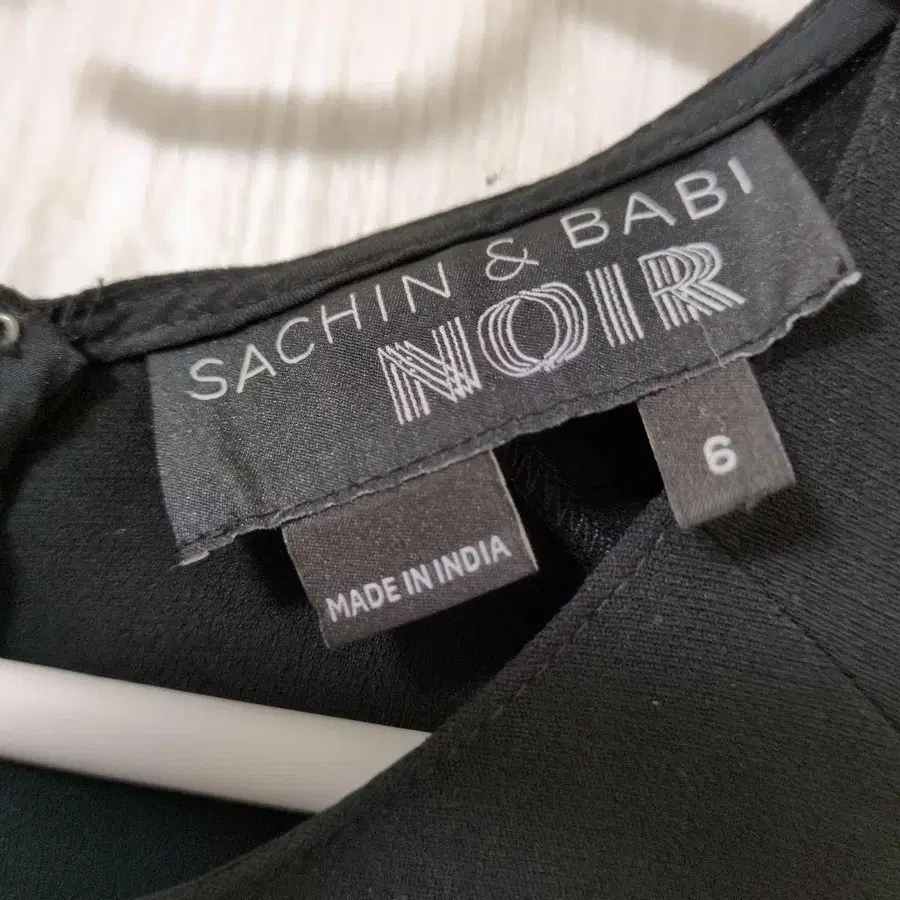 SACHIN & BABI
NOIR
6
MADE IN INDIA